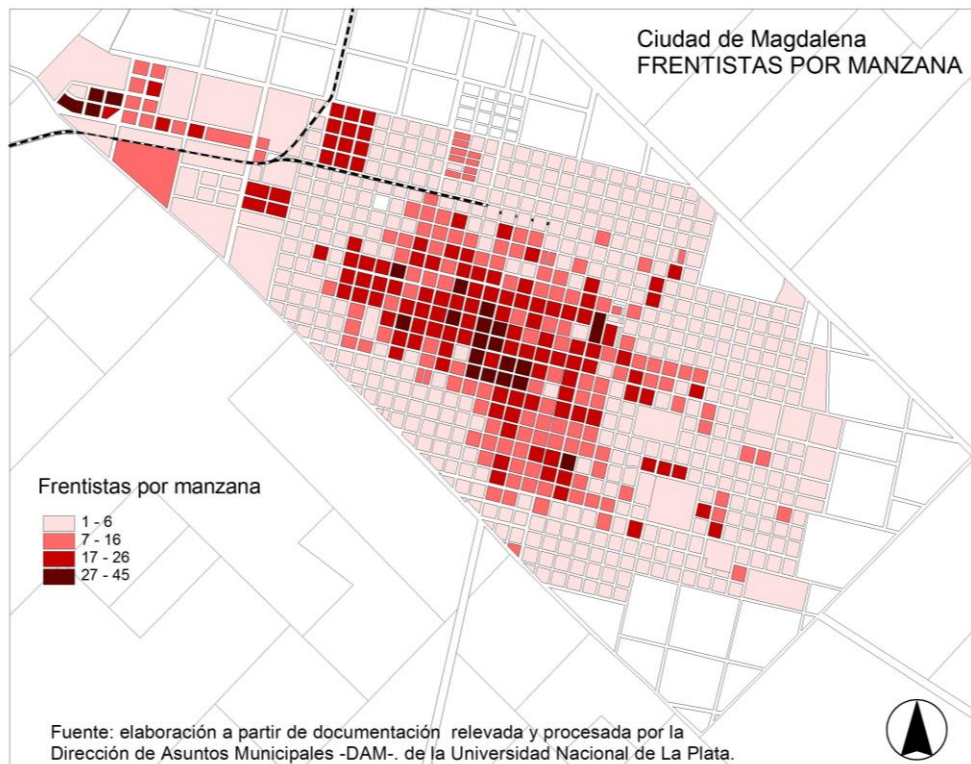 Ciudad de Magdalena
FRENTISTAS POR MANZANA
Frentistas por manzana
1 - 6
7 - 16
17 - 26
27 - 45
Fuente: elaboración a partir de documentación relevada y procesada por la
Dirección de Asuntos Municipales -DAM-. de la Universidad Nacional de La Plata.